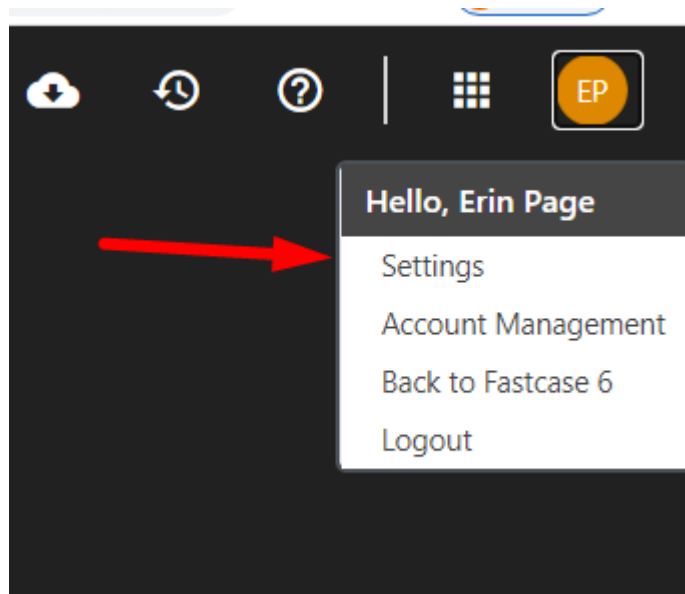 EP
Hello, Erin Page
Settings
Account Management
Back to Fastcase 6
Logout